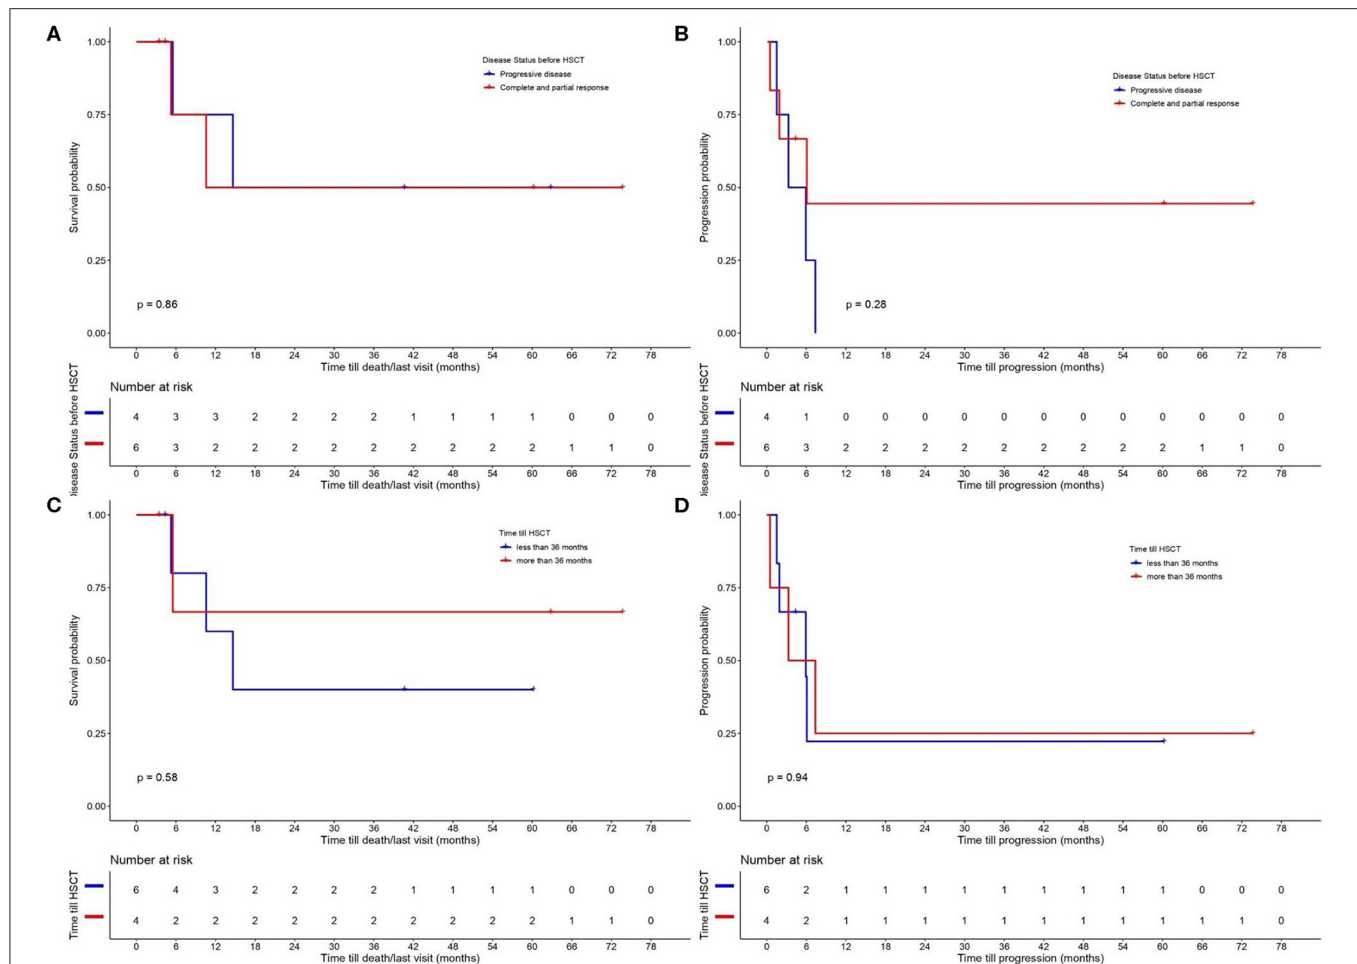 A
1.00
0.75
0.50
0.25
0.00
Survival probability
Disease Status before HSCT
Progressive disease
Complete and partial response
p = 0.86
0 6 12 18 24 30 36 42 48 54 60 66 72 78
Time till death/last visit (months)
Number at risk
Disease Status before HSCT
4 3 3 2 2 2 2 1 1 1 1 0 0 0
6 3 2 2 2 2 2 2 2 2 2 1 1 0
0 6 12 18 24 30 36 42 48 54 60 66 72 78
Time till death/last visit (months)
B
1.00
0.75
0.50
0.25
0.00
Progression probability
Disease Status before HSCT
Progressive disease
Complete and partial response
p = 0.28
0 6 12 18 24 30 36 42 48 54 60 66 72 78
Time till progression (months)
Number at risk
Disease Status before HSCT
4 1 0 0 0 0 0 0 0 0 0 0 0 0
6 3 2 2 2 2 2 2 2 2 2 1 1 0
0 6 12 18 24 30 36 42 48 54 60 66 72 78
Time till progression (months)
C
1.00
0.75
0.50
0.25
0.00
Survival probability
Time till HSCT
less than 36 months
more than 36 months
p = 0.58
0 6 12 18 24 30 36 42 48 54 60 66 72 78
Time till death/last visit (months)
Number at risk
Time till HSCT
6 4 3 2 2 2 2 1 1 1 1 0 0 0
4 2 2 2 2 2 2 2 2 2 2 1 1 0
0 6 12 18 24 30 36 42 48 54 60 66 72 78
Time till death/last visit (months)
D
1.00
0.75
0.50
0.25
0.00
Progression probability
Time till HSCT
less than 36 months
more than 36 months
p = 0.94
0 6 12 18 24 30 36 42 48 54 60 66 72 78
Time till progression (months)
Number at risk
Time till HSCT
6 2 1 1 1 1 1 1 1 1 1 0 0 0
4 2 1 1 1 1 1 1 1 1 1 1 1 0
0 6 12 18 24 30 36 42 48 54 60 66 72 78
Time till progression (months)